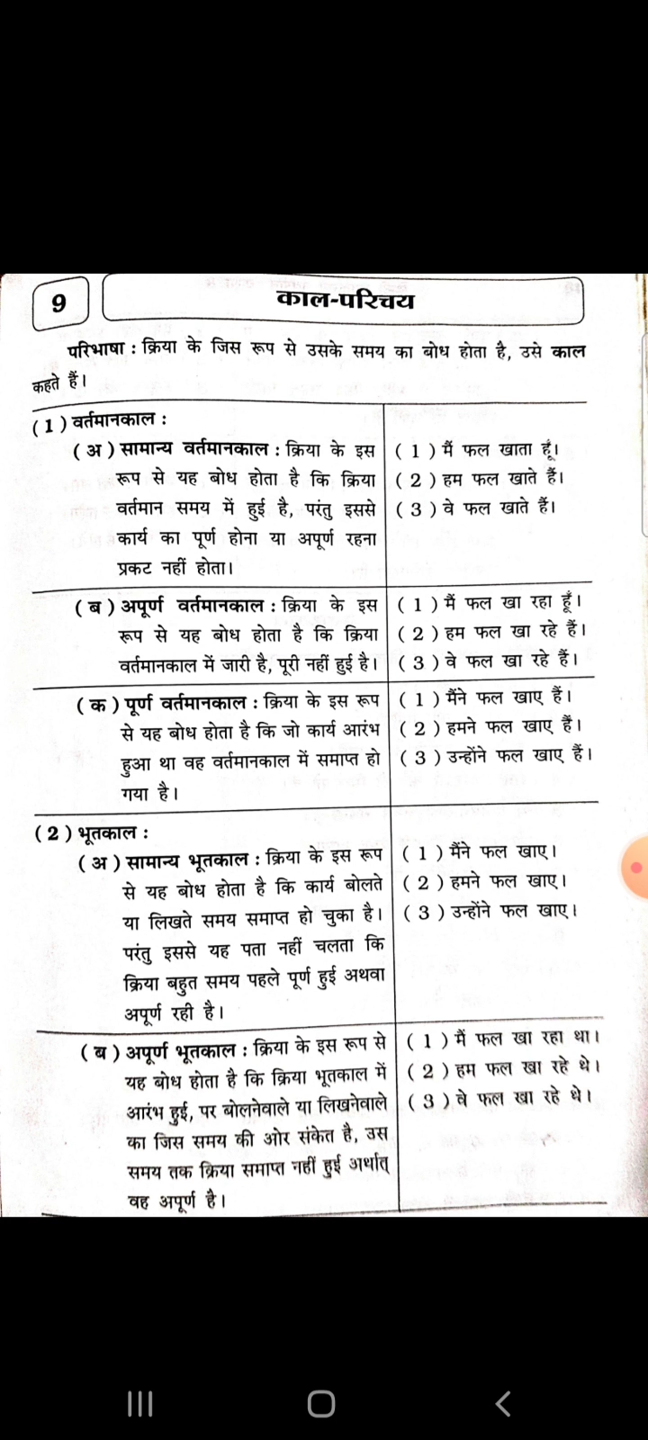 9
काल-परिचय
परिभाषा : क्रिया के जिस रूप से उसके समय का बोध होता है, उसे काल
कहते हैं।
( 1 ) वर्तमानकाल :
( अ ) सामान्य वर्तमानकाल : क्रिया के इस
रूप से यह बोध होता है कि क्रिया
वर्तमान समय में हुई है, परंतु इससे
कार्य का पूर्ण होना या अपूर्ण रहना
प्रकट नहीं होता।
( 1 ) मैं फल खाता हूं।
( 2 ) हम फल खाते हैं।
( 3 ) वे फल खाते हैं।
( ब ) अपूर्ण वर्तमानकाल : क्रिया के इस
रूप से यह बोध होता है कि क्रिया
वर्तमानकाल में जारी है, पूरी नहीं हुई है।
( 1 ) मैं फल खा रहा हूँ।
( 2 ) हम फल खा रहे हैं।
( 3 ) वे फल खा रहे हैं।
( क ) पूर्ण वर्तमानकाल : क्रिया के इस रूप
से यह बोध होता है कि जो कार्य आरंभ
हुआ था वह वर्तमानकाल में समाप्त हो
गया है।
( 1 ) मैंने फल खाए हैं।
( 2 ) हमने फल खाए हैं।
( 3 ) उन्होंने फल खाए हैं।
( 2 ) भूतकाल :
( अ ) सामान्य भूतकाल : क्रिया के इस रूप
से यह बोध होता है कि कार्य बोलते
या लिखते समय समाप्त हो चुका है।
परंतु इससे यह पता नहीं चलता कि
क्रिया बहुत समय पहले पूर्ण हुई अथवा
अपूर्ण रही है।
( 1 ) मैंने फल खाए।
( 2 ) हमने फल खाए।
( 3 ) उन्होंने फल खाए।
( ब ) अपूर्ण भूतकाल : क्रिया के इस रूप से
यह बोध होता है कि क्रिया भूतकाल में
आरंभ हुई, पर बोलनेवाले या लिखनेवाले
का जिस समय की ओर संकेत है, उस
समय तक क्रिया समाप्त नहीं हुई अर्थात्
वह अपूर्ण है।
( 1 ) मैं फल खा रहा था।
( 2 ) हम फल खा रहे थे।
( 3 ) वे फल खा रहे थे।